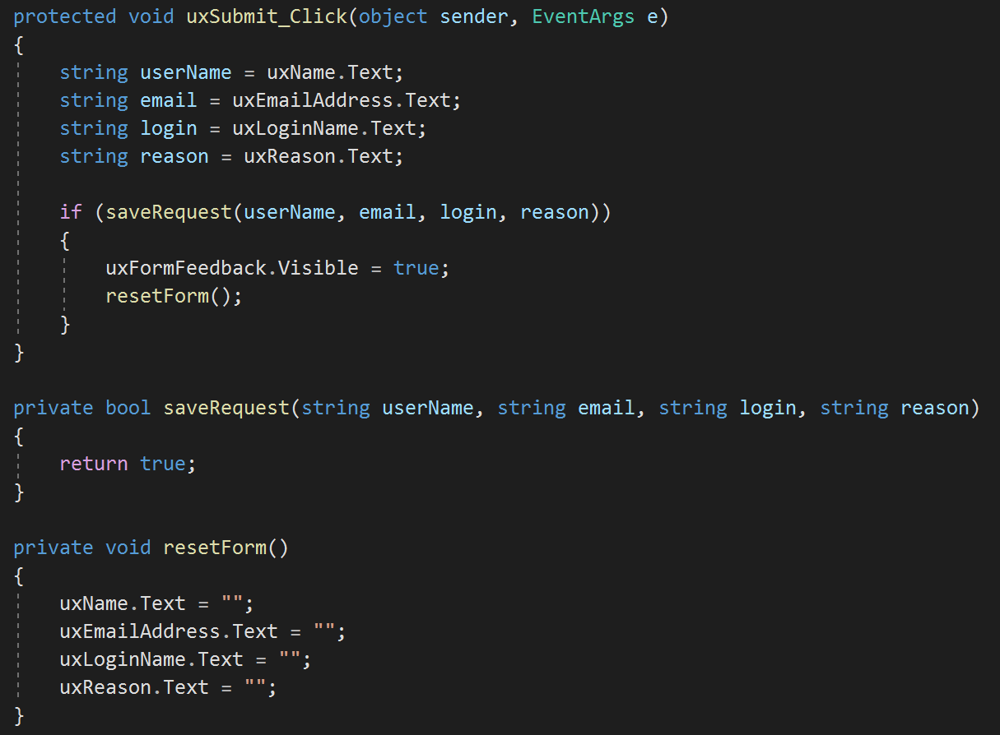 protected void uxSubmit_Click(object sender, EventArgs e)
{
    string userName = uxName.Text;
    string email = uxEmailAddress.Text;
    string login = uxLoginName.Text;
    string reason = uxReason.Text;

    if (saveRequest(userName, email, login, reason))
    {
        uxFormFeedback.Visible = true;
        resetForm();
    }
}

private bool saveRequest(string userName, string email, string login, string reason)
{
    return true;
}

private void resetForm()
{
    uxName.Text = "";
    uxEmailAddress.Text = "";
    uxLoginName.Text = "";
    uxReason.Text = "";
}